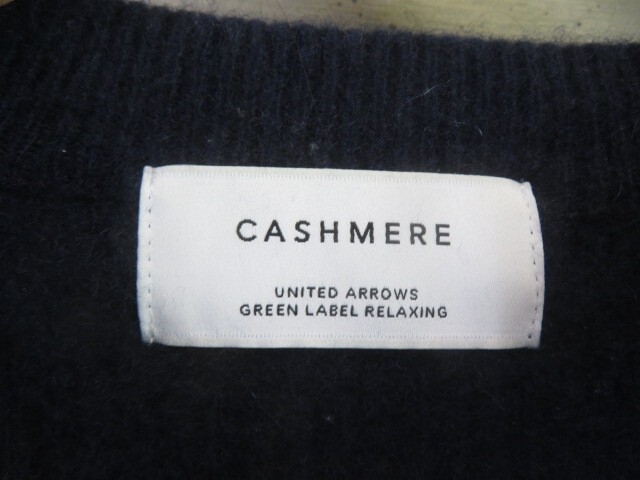 CASHMERE
UNITED ARROWS
GREEN LABEL RELAXING